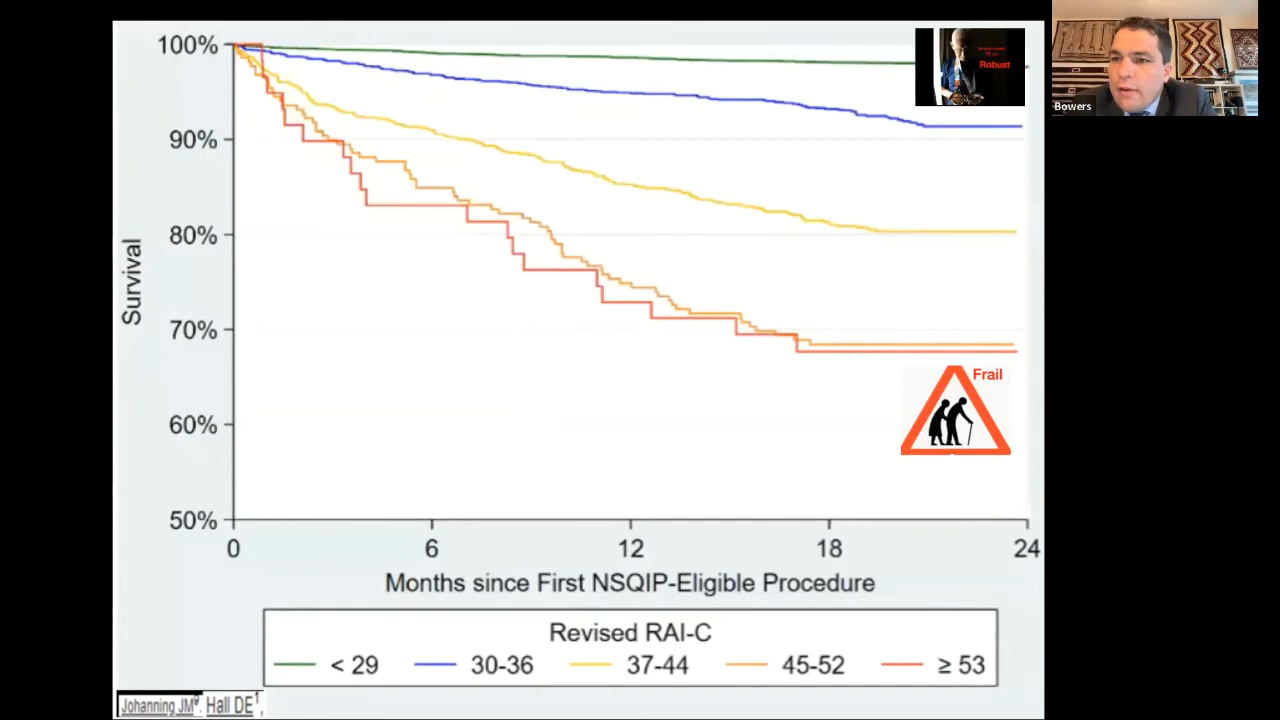 100%
90%
80%
70%
60%
50%
Survival
0 6 12 18 24
Months since First NSQIP-Eligible Procedure
Revised RAI-C
< 29 30-36 37-44 45-52 ≥ 53
Robust
Frail
Johanning JM Hall DE¹,
Bowers